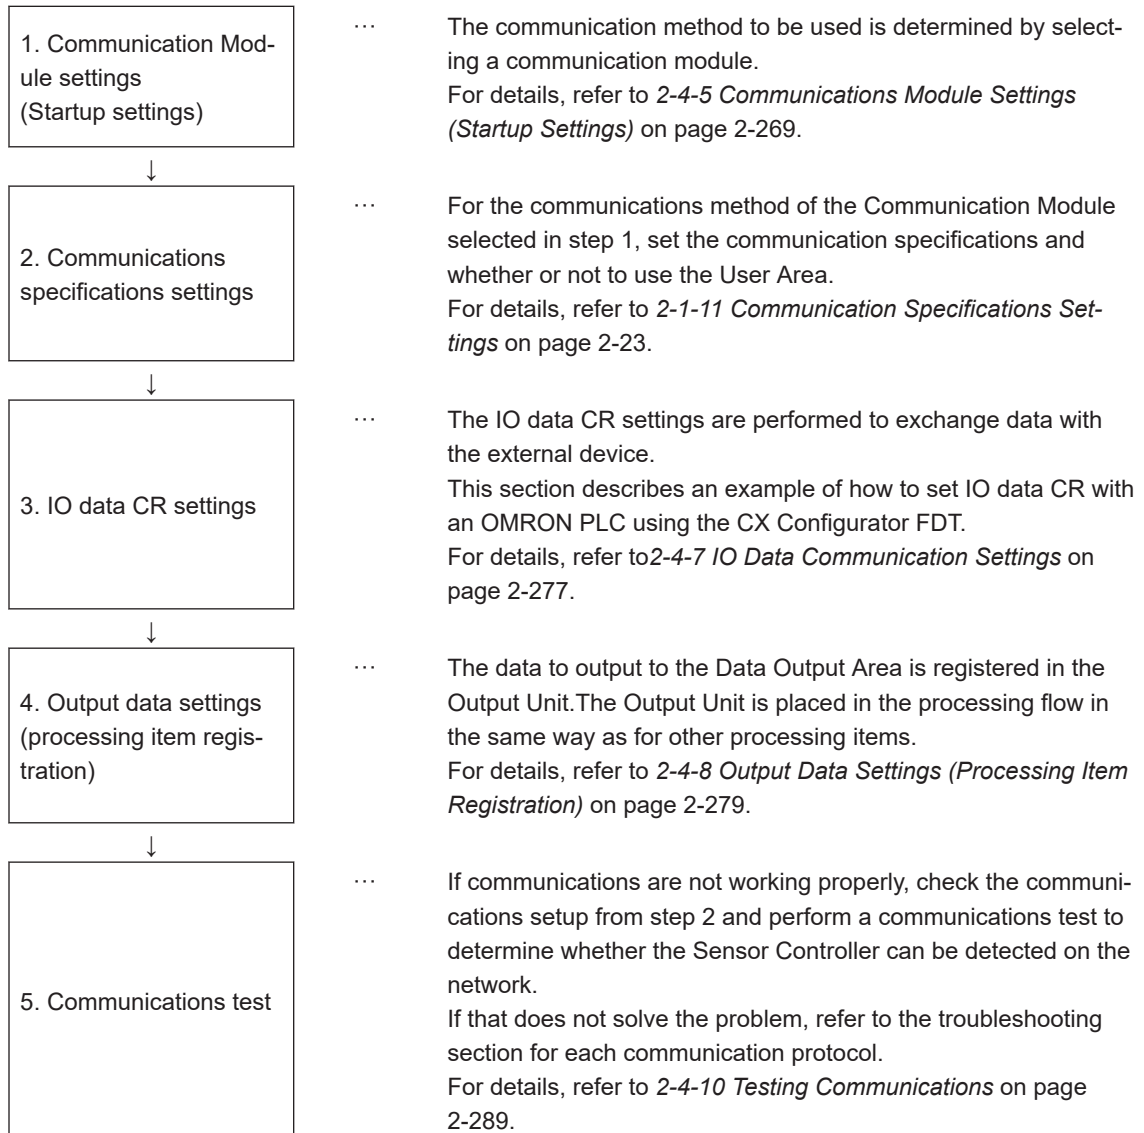 1. Communication Mod-
ule settings
(Startup settings)
…
The communication method to be used is determined by select-
ing a communication module.
For details, refer to 2-4-5 Communications Module Settings
(Startup Settings) on page 2-269.
↓
2. Communications
specifications settings
…
For the communications method of the Communication Module
selected in step 1, set the communication specifications and
whether or not to use the User Area.
For details, refer to 2-1-11 Communication Specifications Set-
tings on page 2-23.
↓
3. IO data CR settings
…
The IO data CR settings are performed to exchange data with
the external device.
This section describes an example of how to set IO data CR with
an OMRON PLC using the CX Configurator FDT.
For details, refer to2-4-7 IO Data Communication Settings on
page 2-277.
↓
4. Output data settings
(processing item regis-
tration)
…
The data to output to the Data Output Area is registered in the
Output Unit.The Output Unit is placed in the processing flow in
the same way as for other processing items.
For details, refer to 2-4-8 Output Data Settings (Processing Item
Registration) on page 2-279.
↓
5. Communications test
…
If communications are not working properly, check the communi-
cations setup from step 2 and perform a communications test to
determine whether the Sensor Controller can be detected on the
network.
If that does not solve the problem, refer to the troubleshooting
section for each communication protocol.
For details, refer to 2-4-10 Testing Communications on page
2-289.